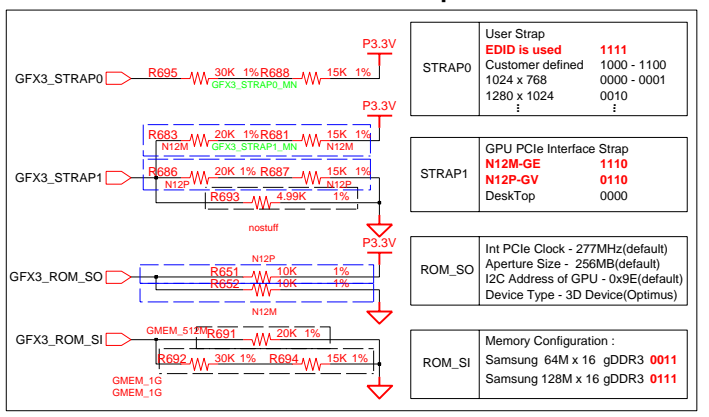 P3.3V
GFX3_STRAP0
R695 30K 1% R688 15K 1%
GFX3_STRAP0_MN
P3.3V
R683 20K 1% R681 15K 1%
N12M GFX3_STRAP1_MN N12M
GFX3_STRAP1
R686 20K 1% R687 15K 1%
N12P N12P
R693 4.99K 1%
nostuff
P3.3V
N12P
GFX3_ROM_SO
R651 10K 1%
R652 10K 1%
N12M
GFX3_ROM_SI
GMEM_512M R691 20K 1%
R692 30K 1% R694 15K 1%
GMEM_1G
GMEM_1G
STRAP0
User Strap
EDID is used 1111
Customer defined 1000 - 1100
1024 x 768 0000 - 0001
1280 x 1024 0010
STRAP1
GPU PCIe Interface Strap
N12M-GE 1110
N12P-GV 0110
DeskTop 0000
ROM_SO
Int PCIe Clock - 277MHz(default)
Aperture Size - 256MB(default)
I2C Address of GPU - 0x9E(default)
Device Type - 3D Device(Optimus)
ROM_SI
Memory Configuration :
Samsung 64M x 16 gDDR3 0011
Samsung 128M x 16 gDDR3 0111